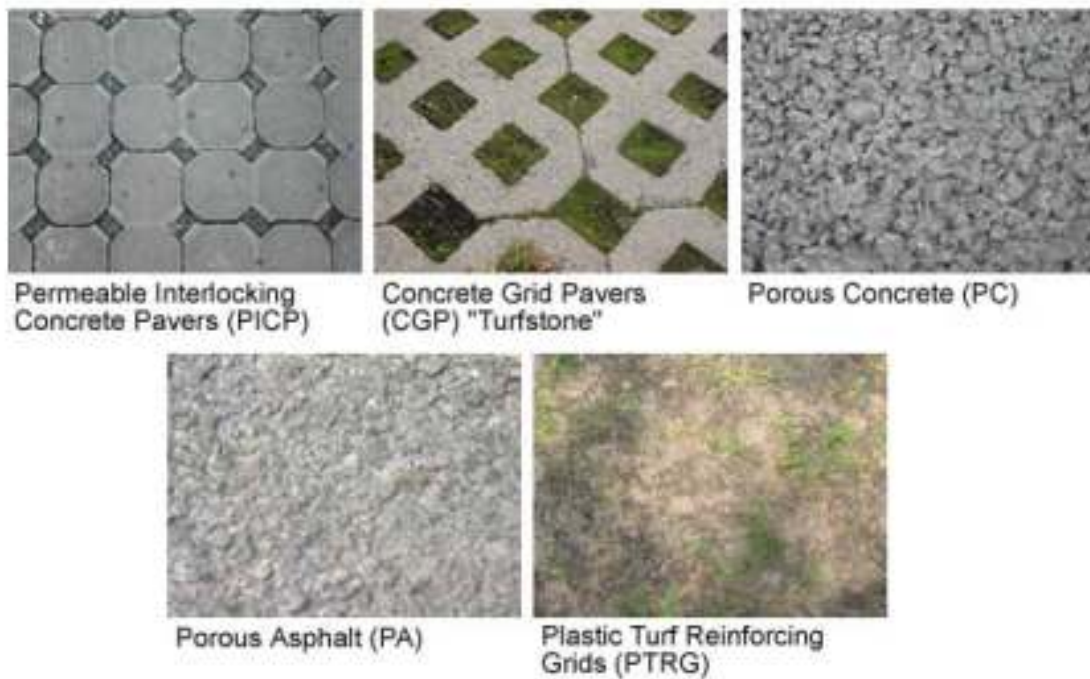 Permeable Interlocking
Concrete Pavers (PICP)
Concrete Grid Pavers
(CGP) "Turfstone"
Porous Concrete (PC)
Porous Asphalt (PA)
Plastic Turf Reinforcing
Grids (PTRG)